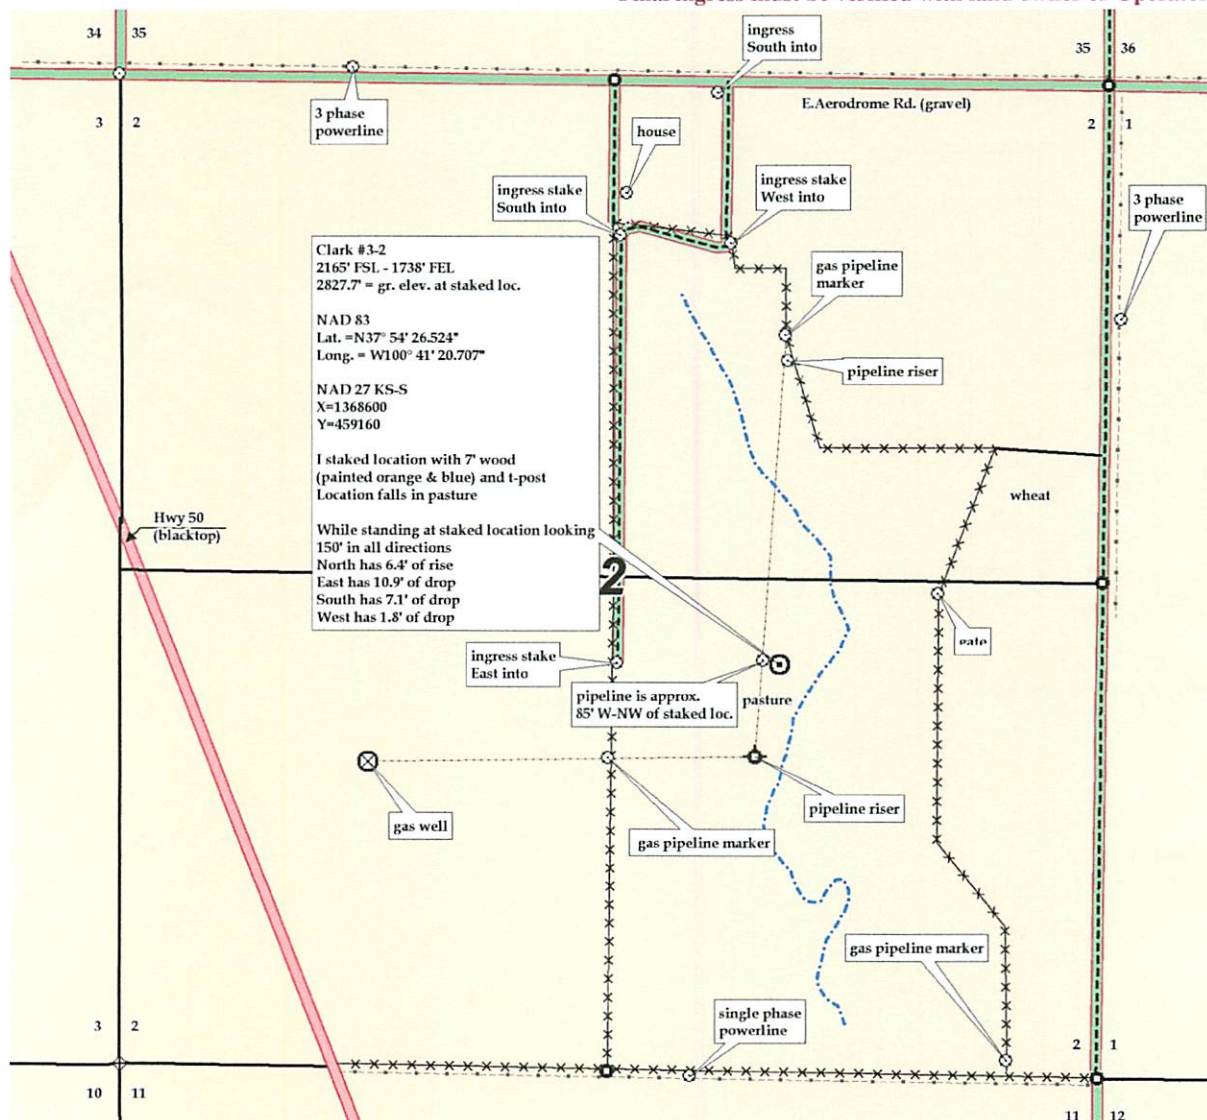 34 35
35 36
ingress
South into
3 phase
powerline
E.Aerodrome Rd. (gravel)
3 2
2 1
house
ingress stake
South into
ingress stake
West into
3 phase
powerline
Clark #3-2
2165' FSL - 1738' FEL
2827.7' = gr. elev. at staked loc.
NAD 83
Lat. =N37° 54' 26.524"
Long. = W100° 41' 20.707"
NAD 27 KS-S
X=1368600
Y=459160
I staked location with 7' wood
(painted orange & blue) and t-post
Location falls in pasture
While standing at staked location looking
150' in all directions
North has 6.4' of rise
East has 10.9' of drop
South has 7.1' of drop
West has 1.8' of drop
gas pipeline
marker
pipeline riser
wheat
Hwy 50
(blacktop)
2
gate
ingress stake
East into
pipeline is approx.
85' W-NW of staked loc.
pasture
gas well
gas pipeline marker
pipeline riser
gas pipeline marker
single phase
powerline
3 2
2 1
10 11
11 12